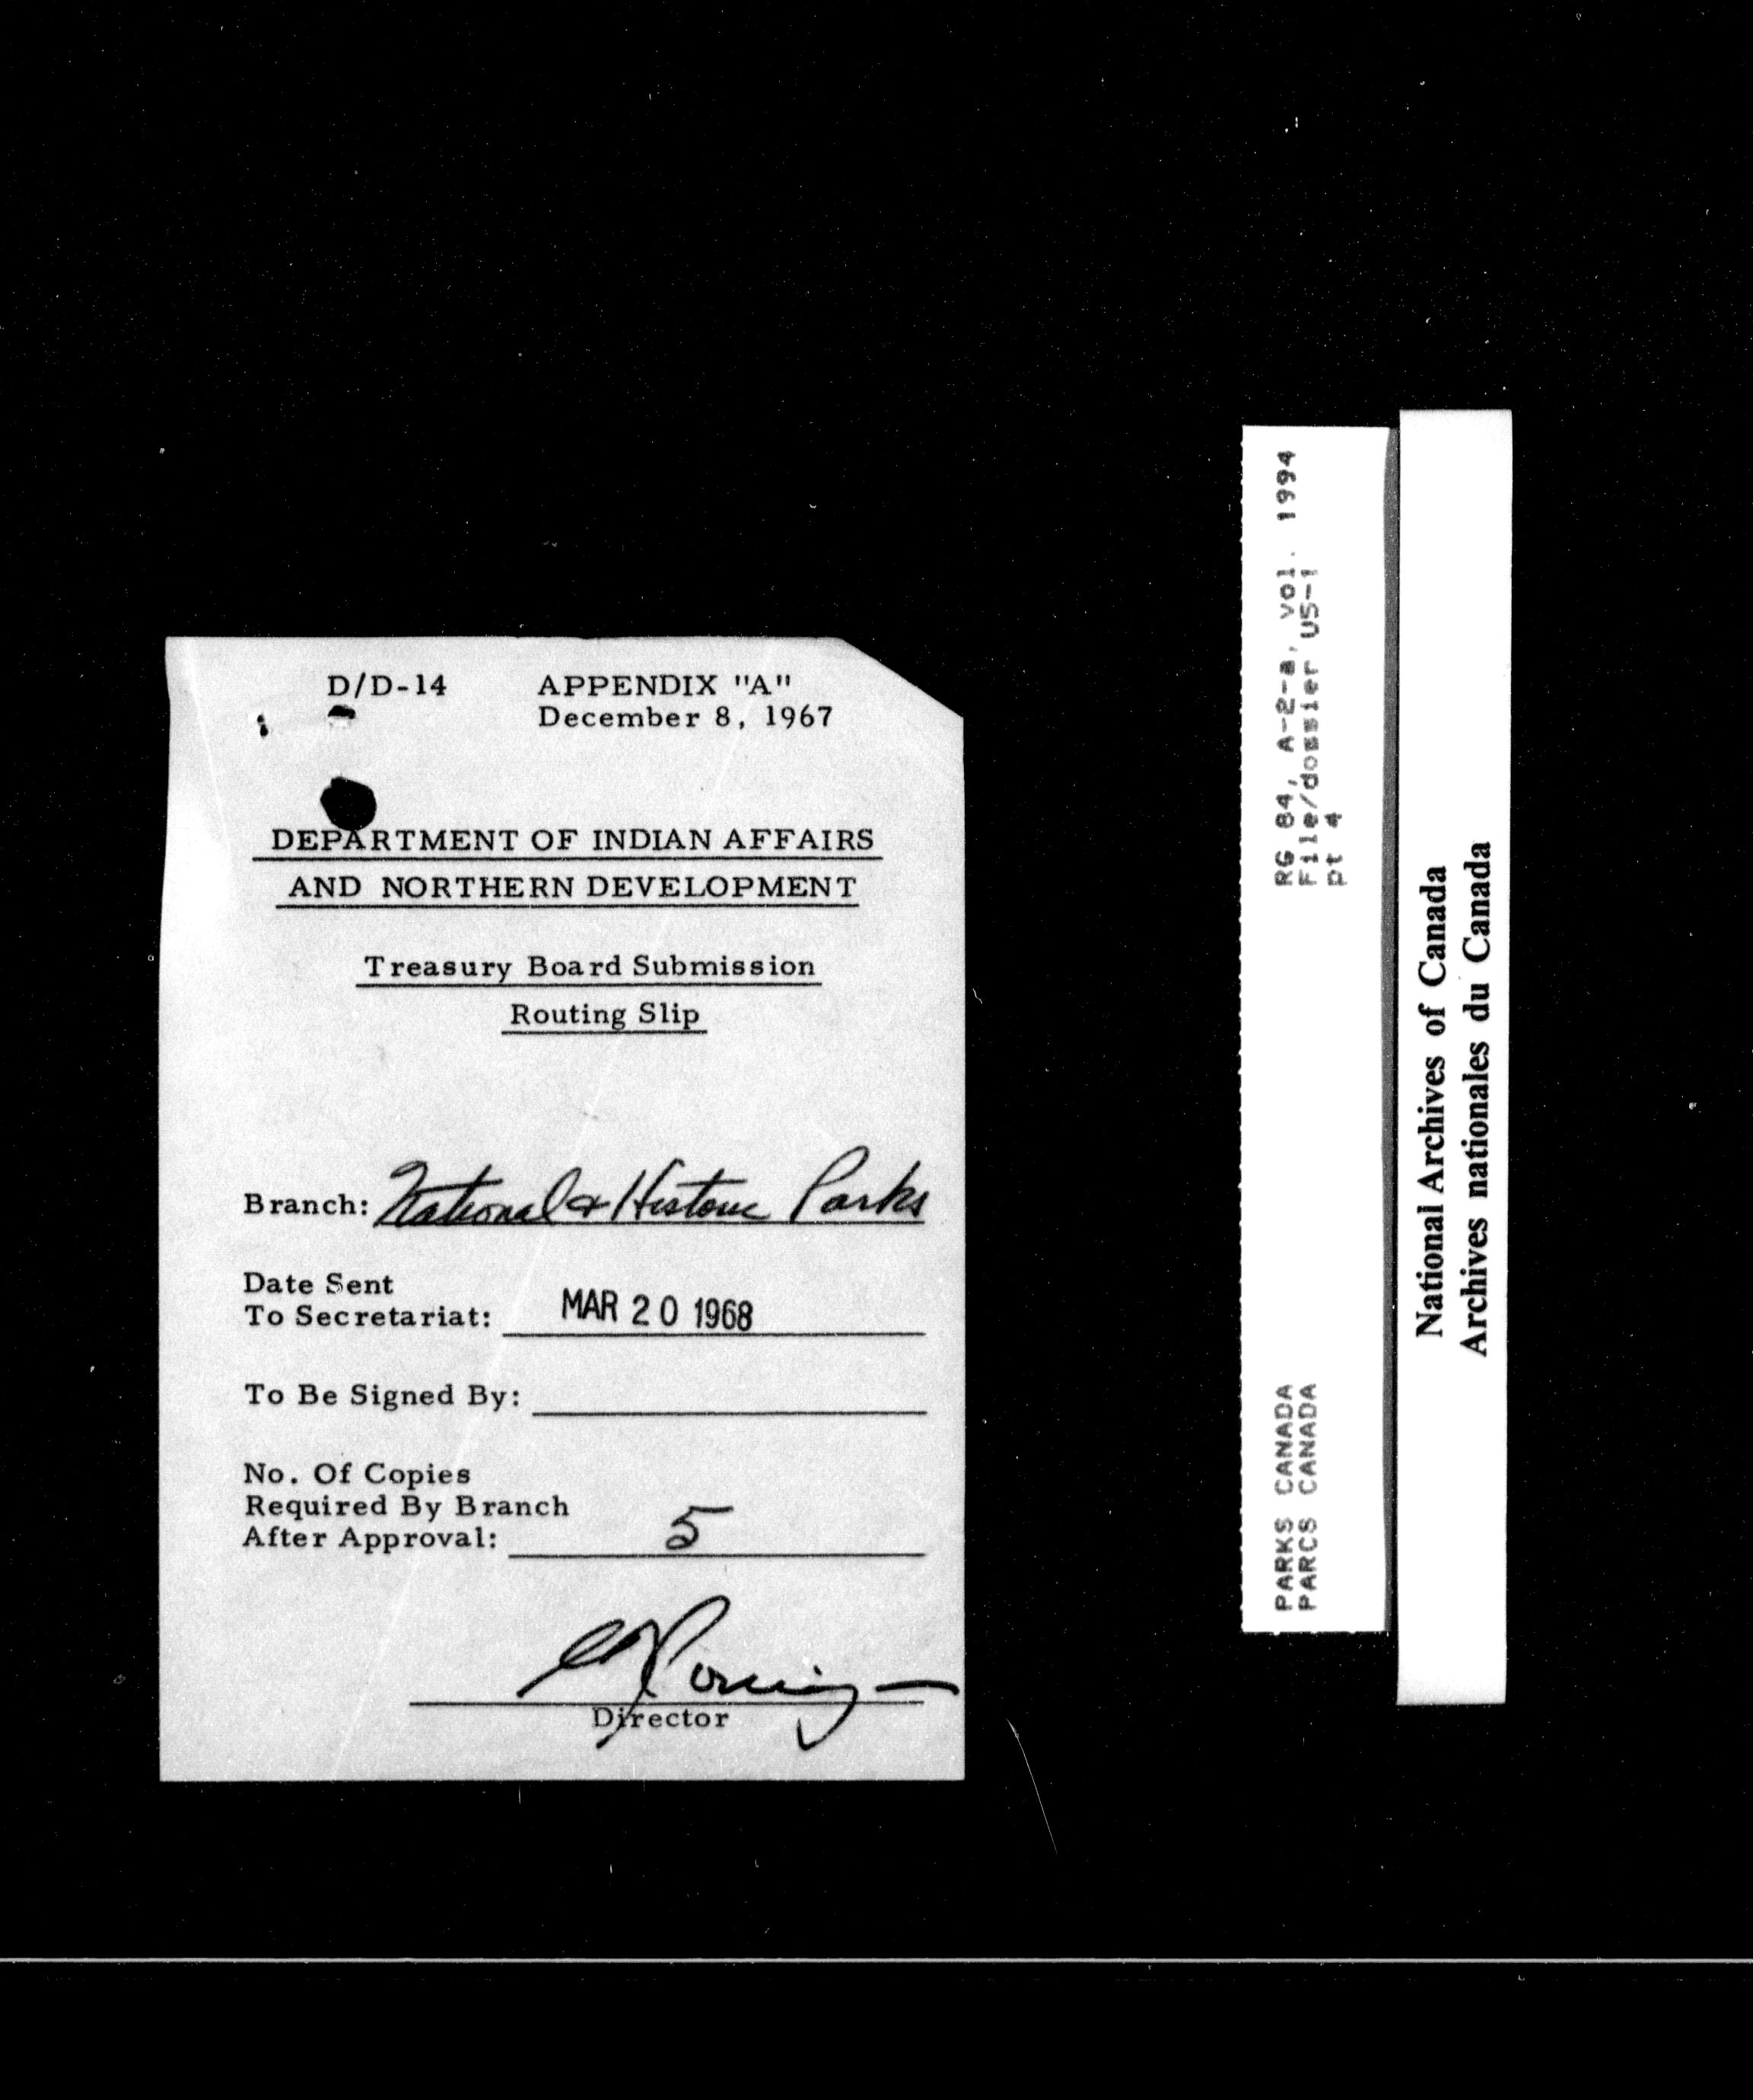 D/D-14 APPENDIX "A"
December 8, 1967
DEPARTMENT OF INDIAN AFFAIRS
AND NORTHERN DEVELOPMENT
Treasury Board Submission
Routing Slip
Branch: National & Historic Parks
Date Sent
To Secretariat: MAR 20 1968
To Be Signed By:
No. Of Copies
Required By Branch
After Approval: 5
Director
RG 84, A-2-a, vol. 1994
File/dossier US-1
pt 4
PARKS CANADA
PARCS CANADA
National Archives of Canada
Archives nationales du Canada